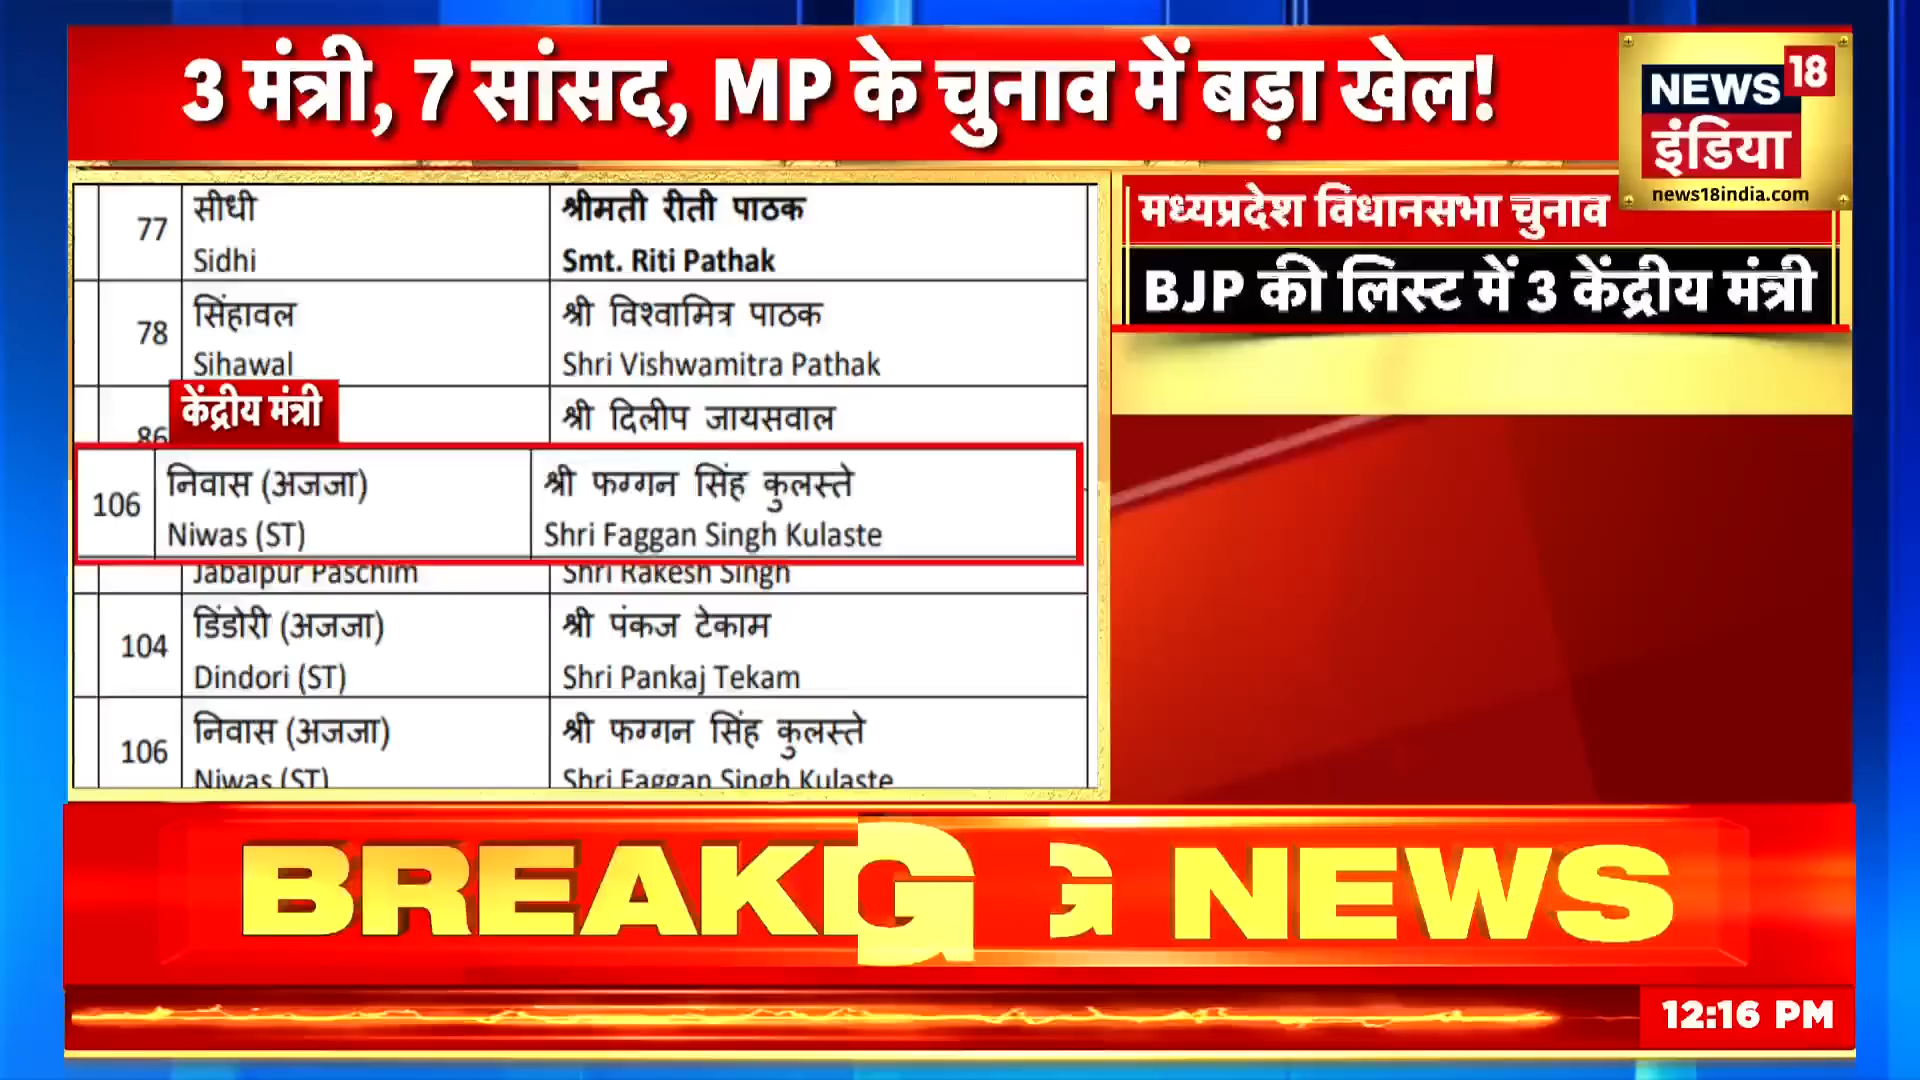 3 मंत्री, 7 सांसद, MP के चुनाव में बड़ा खेल!
NEWS 18
इंडिया
news18india.com
मध्यप्रदेश विधानसभा चुनाव
BJP की लिस्ट में 3 केंद्रीय मंत्री
77 सीधी श्रीमती रीती पाठक
Sidhi Smt. Riti Pathak
78 सिंहावल श्री विश्वामित्र पाठक
Sihawal Shri Vishwamitra Pathak
केंद्रीय मंत्री
86 श्री दिलीप जायसवाल
106 निवास (अजजा) श्री फग्गन सिंह कुलस्ते
Niwas (ST) Shri Faggan Singh Kulaste
Jabalpur Paschim Shri Rakesh Singh
104 डिंडोरी (अजजा) श्री पंकज टेकाम
Dindori (ST) Shri Pankaj Tekam
106 निवास (अजजा) श्री फग्गन सिंह कुलस्ते
Niwas (ST) Shri Faggan Singh Kulaste
NEWS
12:16 PM